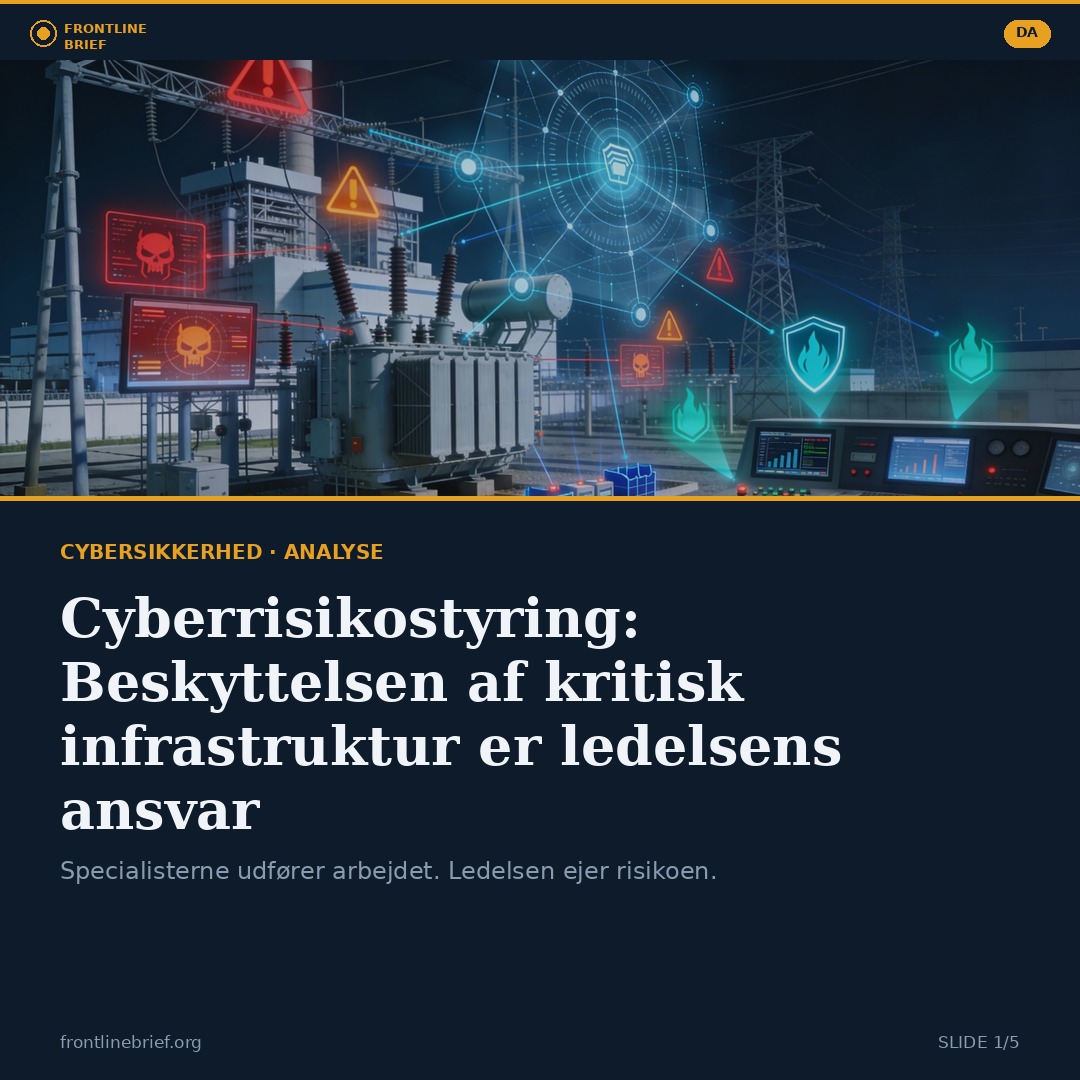 FRONTLINE
BRIEF
DA
CYBERSIKKERHED · ANALYSE
Cyberrisikostyring:
Beskyttelsen af kritisk
infrastruktur er ledelsens
ansvar
Specialisterne udfører arbejdet. Ledelsen ejer risikoen.
frontlinebrief.org
SLIDE 1/5